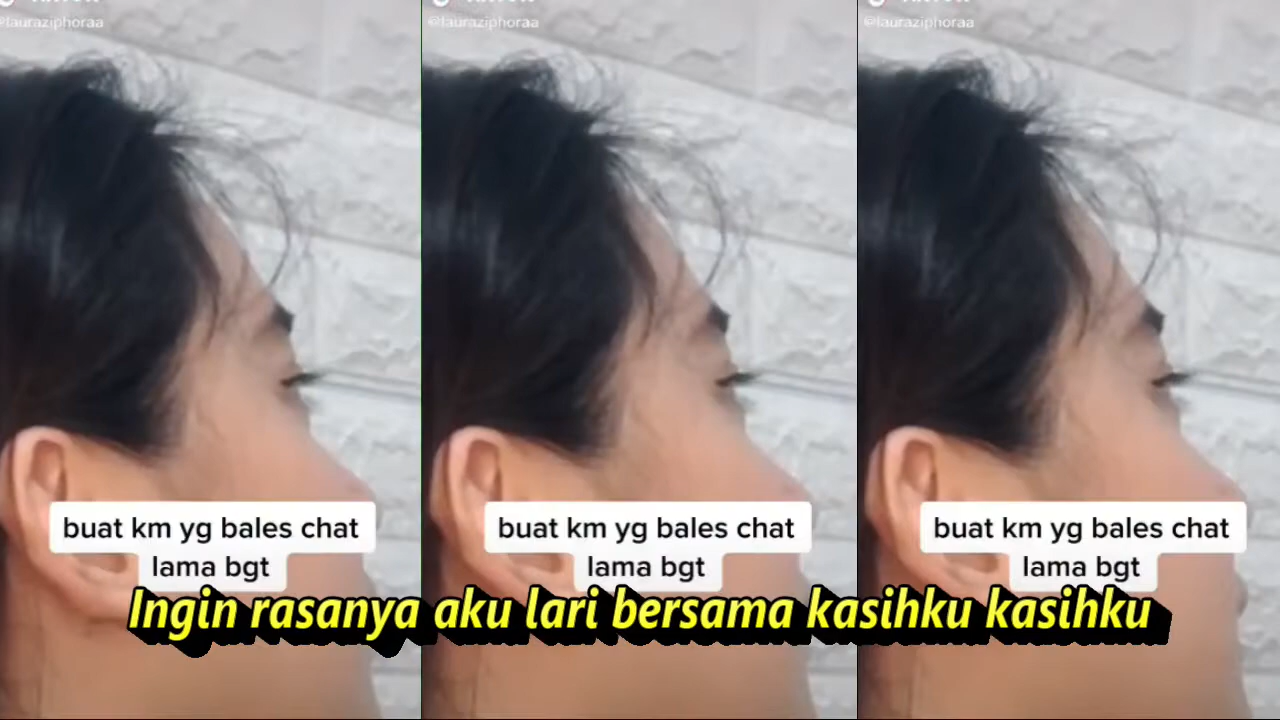 @lauraziphoraa
@lauraziphoraa
@lauraziphoraa
buat km yg bales chat
lama bgt
buat km yg bales chat
lama bgt
buat km yg bales chat
lama bgt
Ingin rasanya aku lari bersama kasihku kasihku